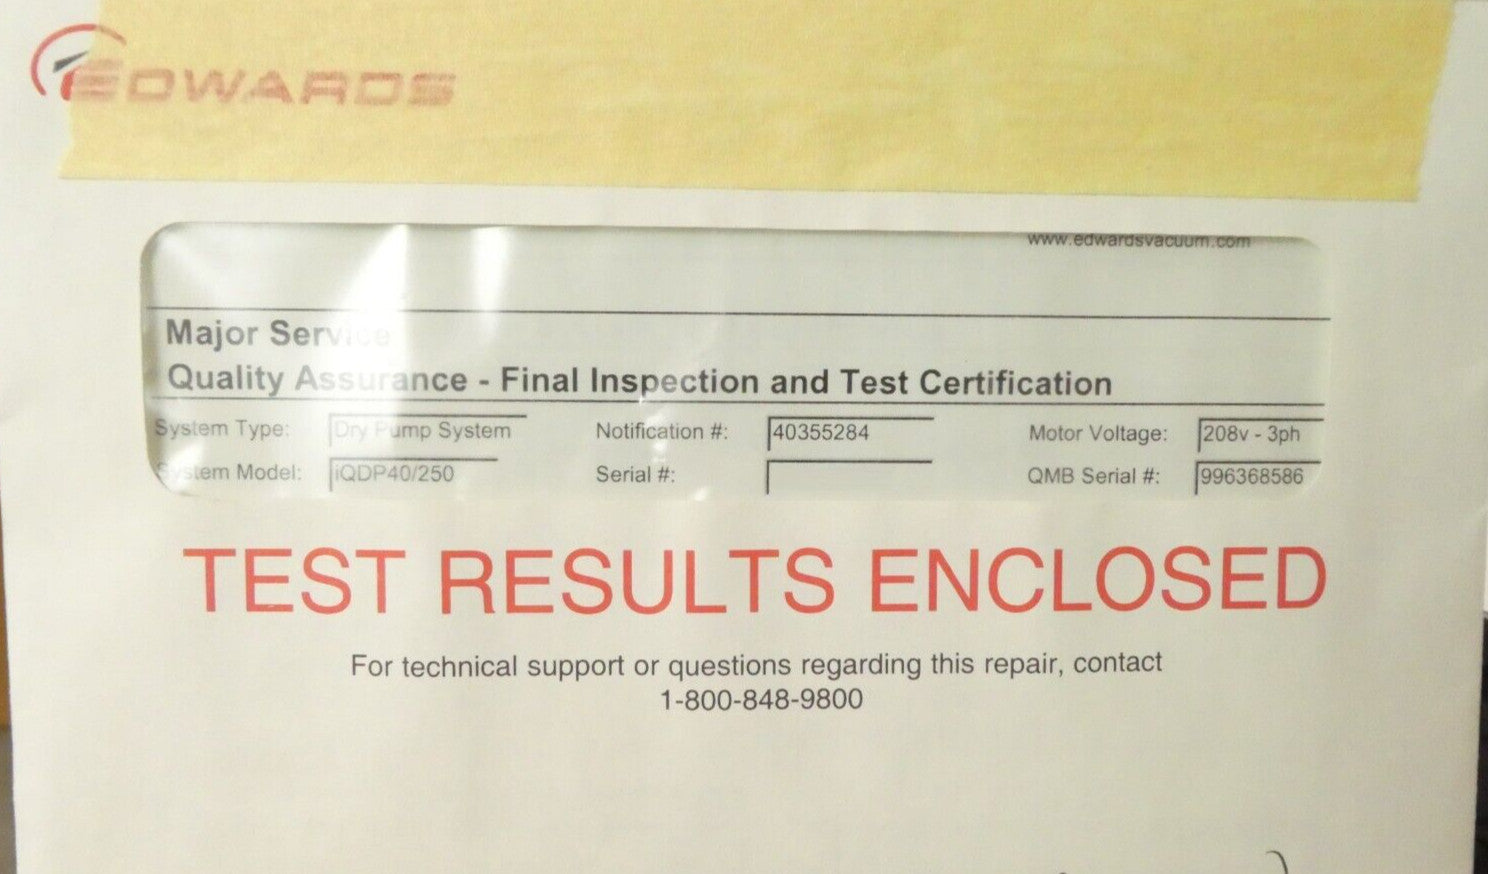 EDWARDS
www.edwardsvacuum.com
Major Service
Quality Assurance - Final Inspection and Test Certification
System Type: Dry Pump System Notification #: 40355284 Motor Voltage: 208v - 3ph
System Model: iQDP40/250 Serial #: QMB Serial #: 996368586
TEST RESULTS ENCLOSED
For technical support or questions regarding this repair, contact
1-800-848-9800